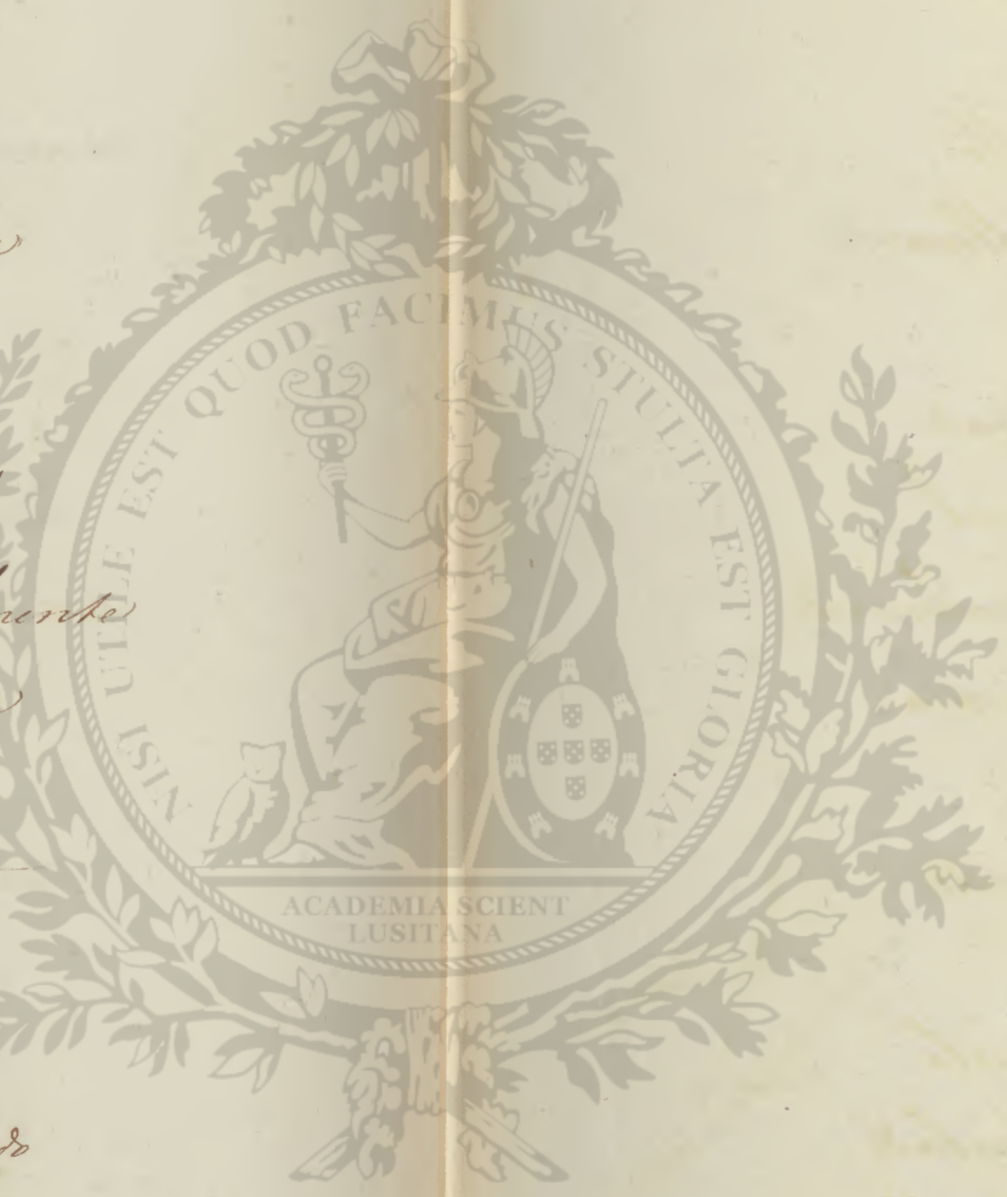 NISI UTILE EST QUOD FACIMUS STULTA EST GLORIA
ACADEMIA SCIENT
LUSITANA